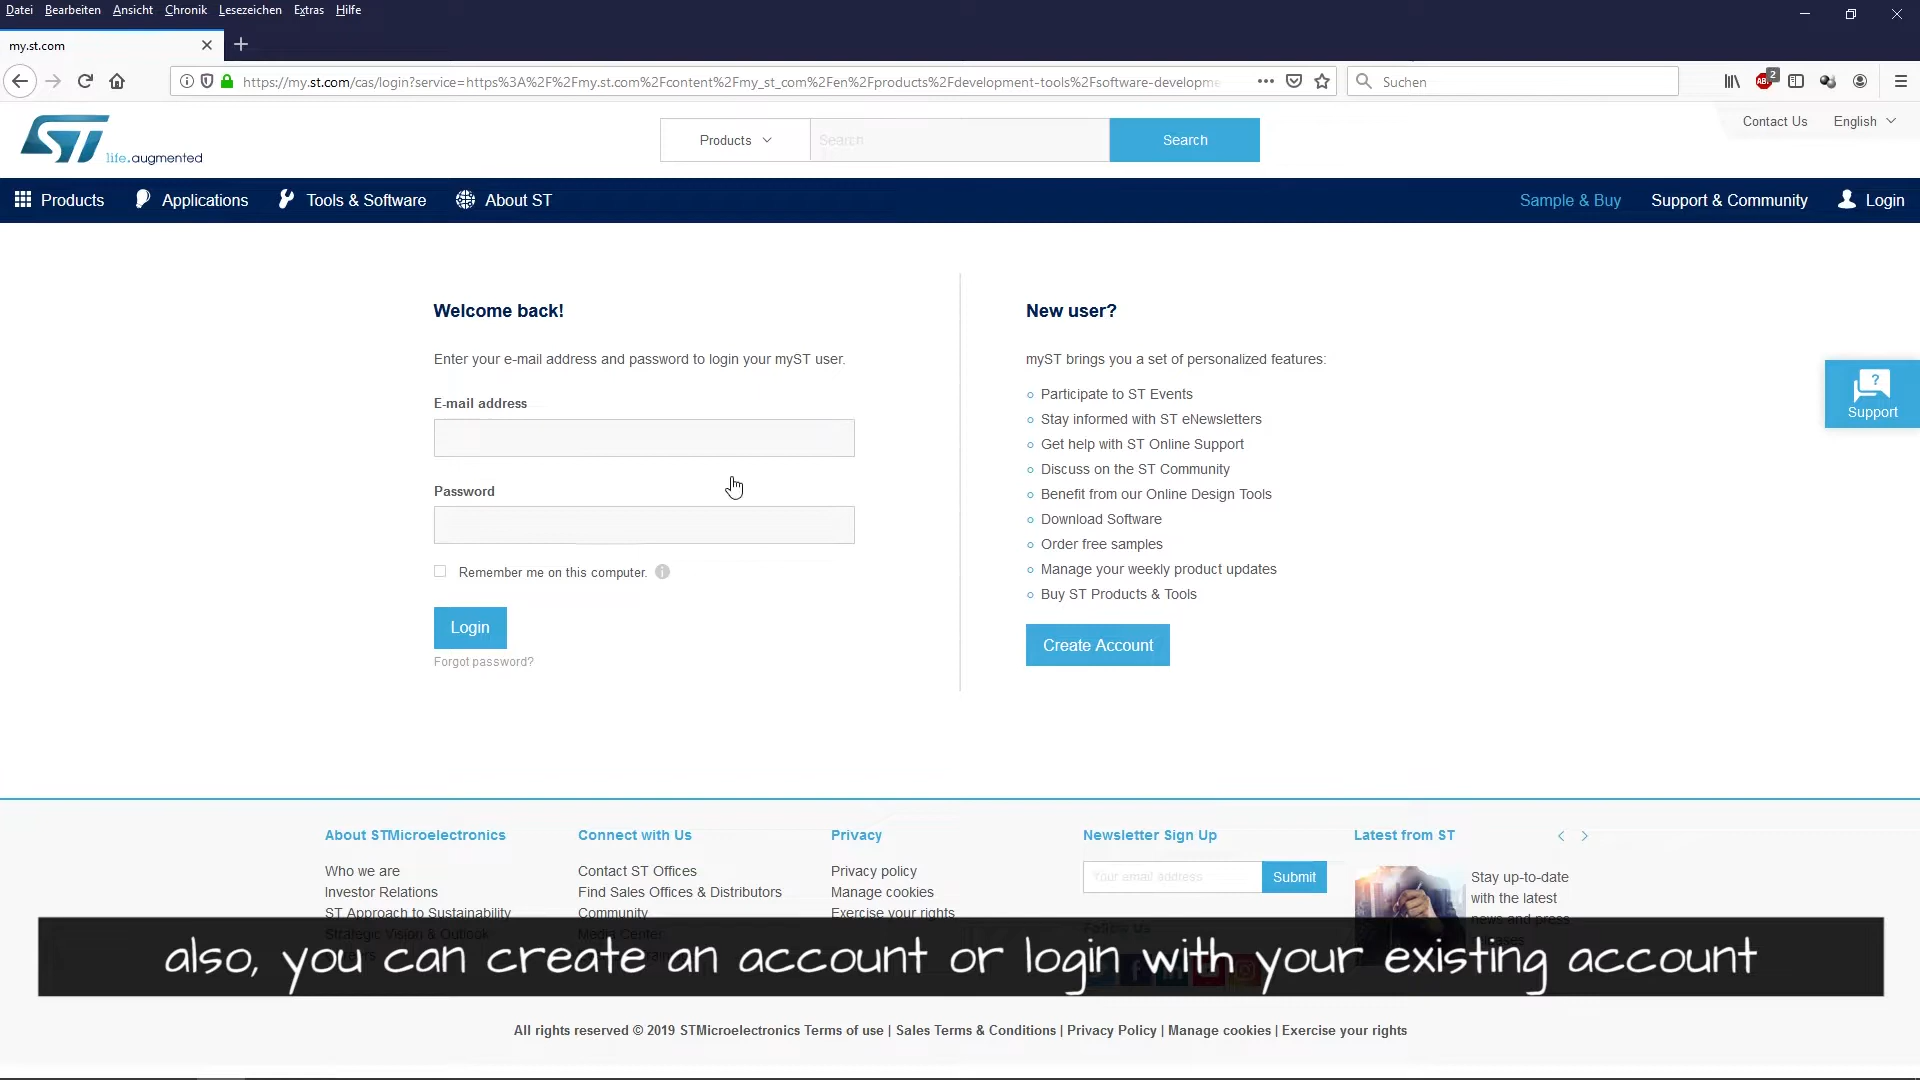 Datei Bearbeiten Ansicht Chronik Lesezeichen Extras Hilfe
my.st.com
https://my.st.com/cas/login?service=https%3A%2F%2Fmy.st.com%2Fcontent%2Fmy_st_com%2Fen%2Fproducts%2Fdevelopment-tools%2Fsoftware-developme
Suchen
ABP 2
ST life.augmented
Products
Search
Search
Contact Us
English
Products
Applications
Tools & Software
About ST
Sample & Buy
Support & Community
Login
Welcome back!
Enter your e-mail address and password to login your myST user.
E-mail address
Password
Remember me on this computer.
Login
Forgot password?
New user?
myST brings you a set of personalized features:
Participate to ST Events
Stay informed with ST eNewsletters
Get help with ST Online Support
Discuss on the ST Community
Benefit from our Online Design Tools
Download Software
Order free samples
Manage your weekly product updates
Buy ST Products & Tools
Create Account
Support
About STMicroelectronics
Who we are
Investor Relations
ST Approach to Sustainability
Strategic Vision & Outlook
Connect with Us
Contact ST Offices
Find Sales Offices & Distributors
Community
Media Center
Privacy
Privacy policy
Manage cookies
Exercise your rights
Newsletter Sign Up
Your email address
Submit
Follow Us
Latest from ST
Stay up-to-date
with the latest
news and press
also, you can create an account or login with your existing account
All rights reserved © 2019 STMicroelectronics Terms of use | Sales Terms & Conditions | Privacy Policy | Manage cookies | Exercise your rights